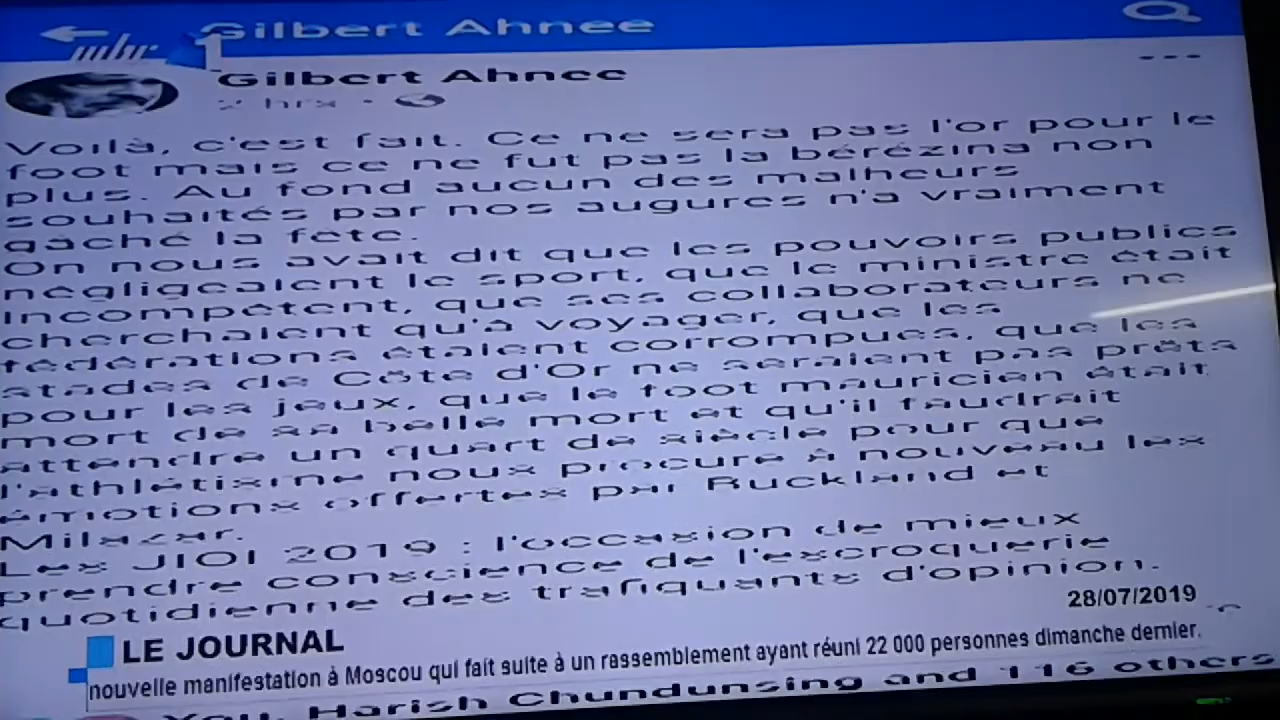 Gilbert Ahnee
mbc 1
Gilbert Ahnee
2 hrs
Voilà, c'est fait. Ce ne sera pas l'or pour le
foot mais ce ne fut pas la bérézina non
plus. Au fond aucun des malheurs
souhaités par nos augures n'a vraiment
gâché la fête.
On nous avait dit que les pouvoirs publics
négligeaient le sport, que le ministre était
incompétent, que ses collaborateurs ne
cherchaient qu'à voyager, que les
fédérations étaient corrompues, que les
stades de Côte d'Or ne seraient pas prêts
pour les jeux, que le foot mauricien était
mort de sa belle mort et qu'il faudrait
attendre un quart de siècle pour que
l'athlétisme nous procure à nouveau les
émotions offertes par Buckland et
Milazar.
Les JIOI 2019 : l'occasion de mieux
prendre conscience de l'escroquerie
quotidienne des trafiquants d'opinion.
28/07/2019
LE JOURNAL
nouvelle manifestation à Moscou qui fait suite à un rassemblement ayant réuni 22 000 personnes dimanche dernier.
You, Harish Chundunsing and 116 others